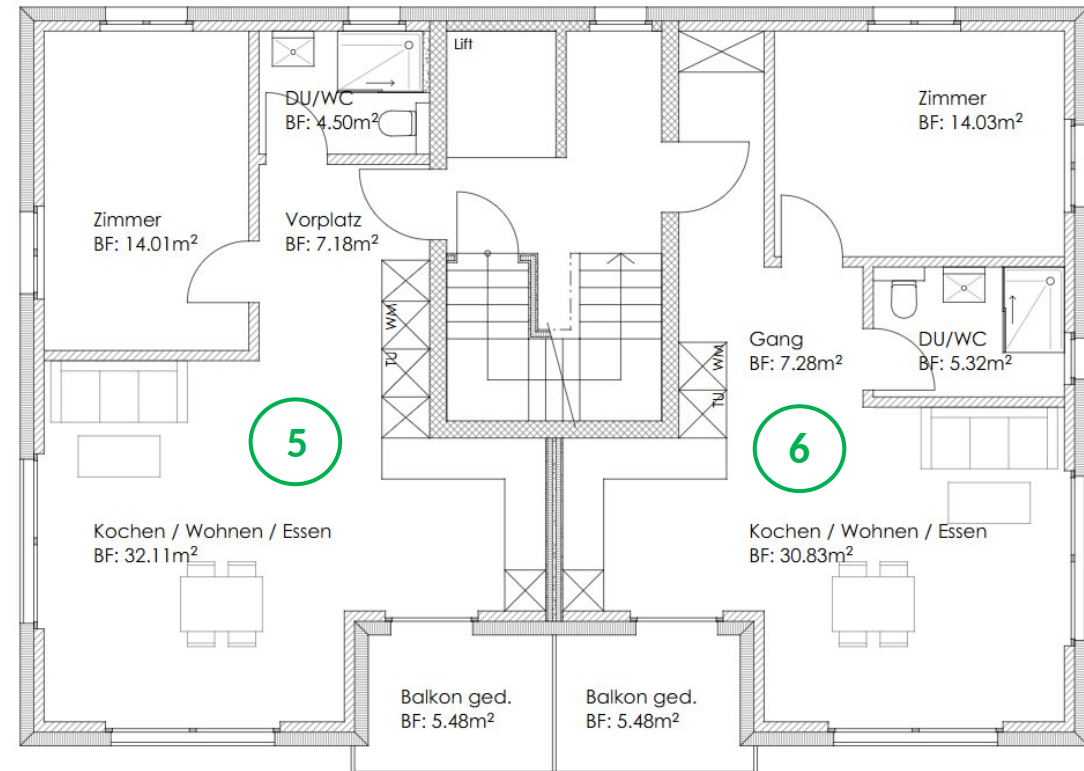 Lift
DU/WC
BF: 4.50m²
Zimmer
BF: 14.03m²
Zimmer
BF: 14.01m²
Vorplatz
BF: 7.18m²
WM
TU
Gang
BF: 7.28m²
DU/WC
BF: 5.32m²
WM
TU
5
6
Kochen / Wohnen / Essen
BF: 32.11m²
Kochen / Wohnen / Essen
BF: 30.83m²
Balkon ged.
BF: 5.48m²
Balkon ged.
BF: 5.48m²